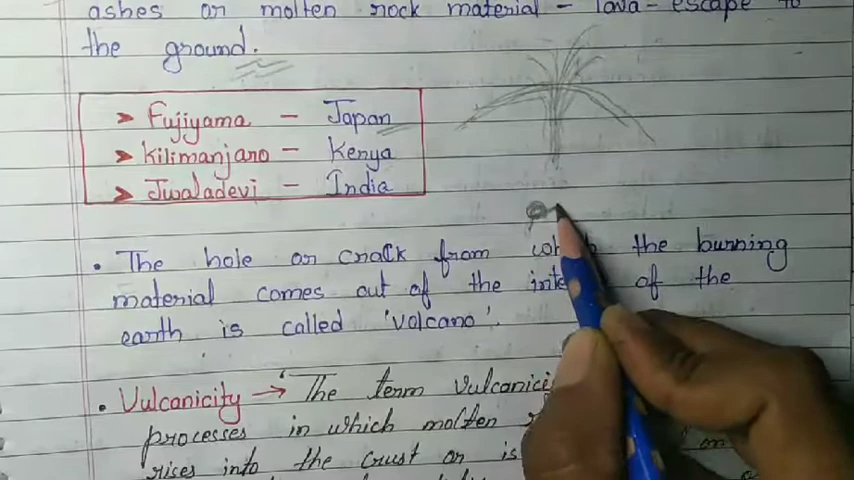 ashes or molten rock material - lava - escape to
the ground.
➤ Fujiyama - Japan
➤ Kilimanjaro - Kenya
➤ Jwaladevi - India
• The hole or crack from the burning
material comes out of the of the
earth is called 'volcano'.
• Vulcanicity → The term
processes in which molten
rises into the crust or is